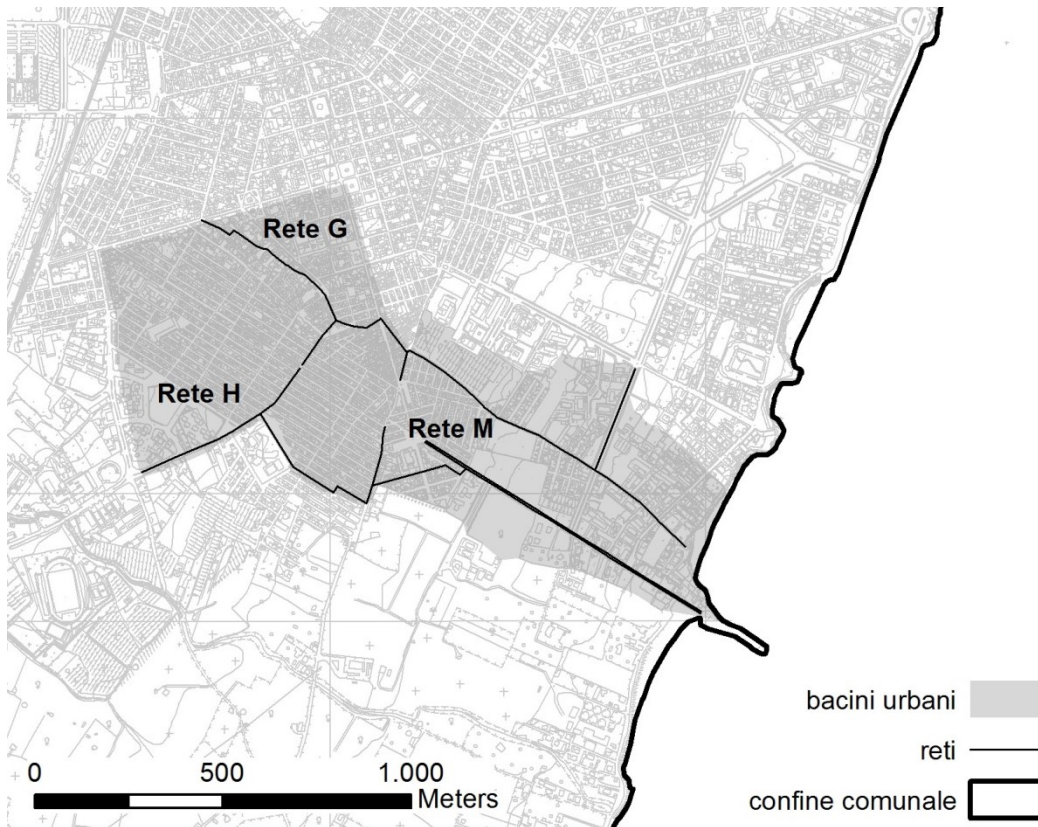 Rete G
Rete H
Rete M
bacini urbani
reti
confine comunale
0 500 1.000
Meters